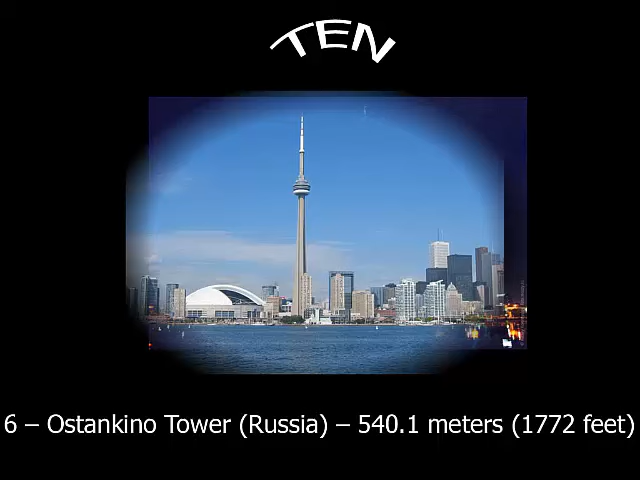 TEN
6 – Ostankino Tower (Russia) – 540.1 meters (1772 feet)